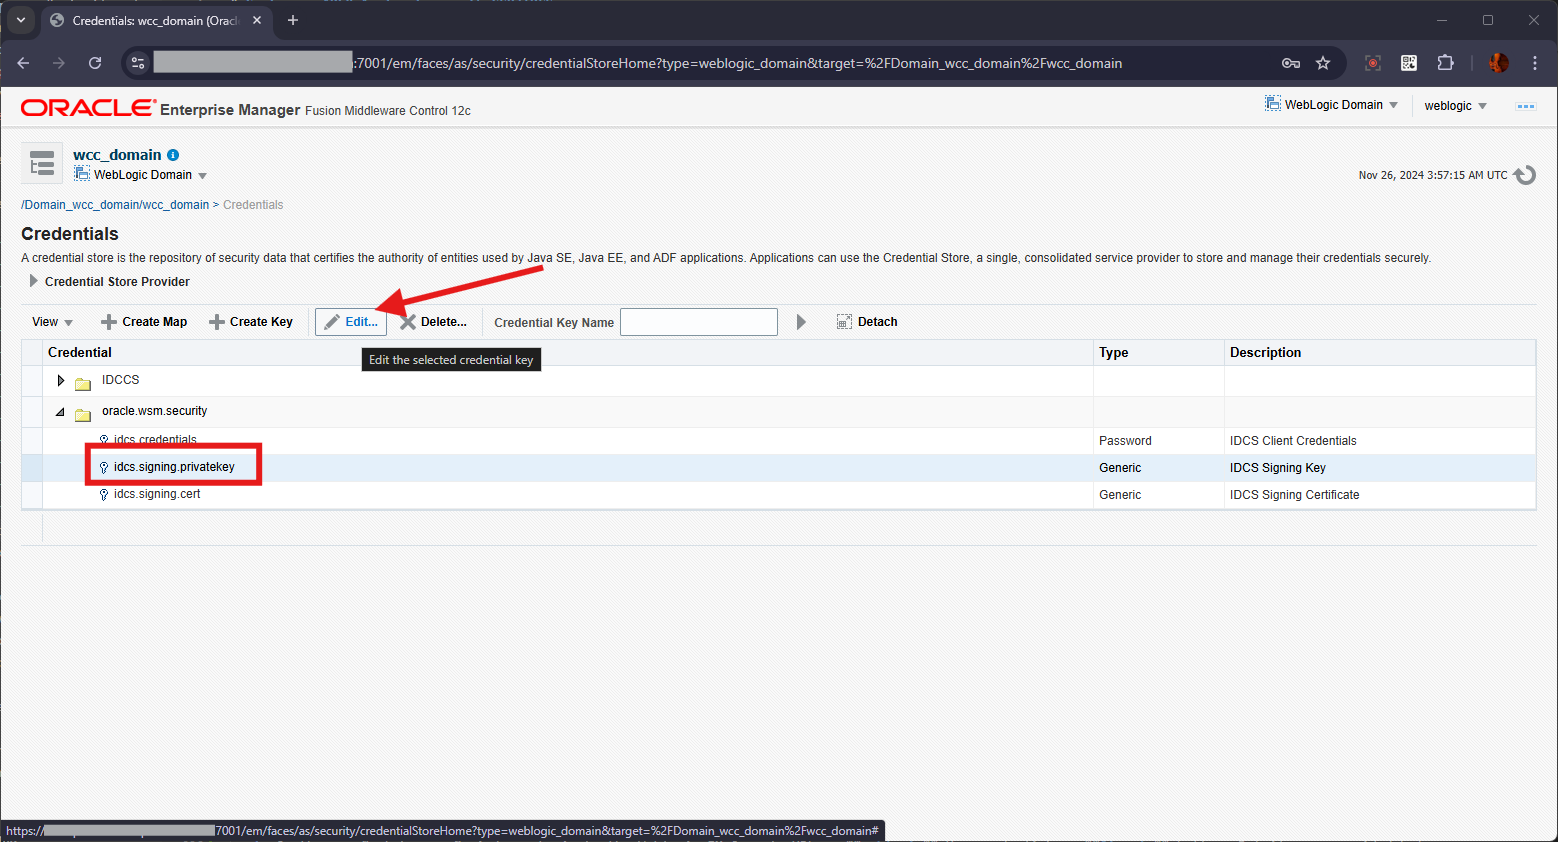 Credentials: wcc_domain (Oracl
:7001/em/faces/as/security/credentialStoreHome?type=weblogic_domain&target=%2FDomain_wcc_domain%2Fwcc_domain
ORACLE Enterprise Manager Fusion Middleware Control 12c
WebLogic Domain
weblogic
wcc_domain
WebLogic Domain
Nov 26, 2024 3:57:15 AM UTC
/Domain_wcc_domain/wcc_domain > Credentials
Credentials
A credential store is the repository of security data that certifies the authority of entities used by Java SE, Java EE, and ADF applications. Applications can use the Credential Store, a single, consolidated service provider to store and manage their credentials securely.
Credential Store Provider
View Create Map Create Key Edit... Delete... Credential Key Name Detach
Edit the selected credential key
Credential Type Description
IDCCS
oracle.wsm.security
idcs.credentials Password IDCS Client Credentials
idcs.signing.privatekey Generic IDCS Signing Key
idcs.signing.cert Generic IDCS Signing Certificate
https:// 7001/em/faces/as/security/credentialStoreHome?type=weblogic_domain&target=%2FDomain_wcc_domain%2Fwcc_domain#